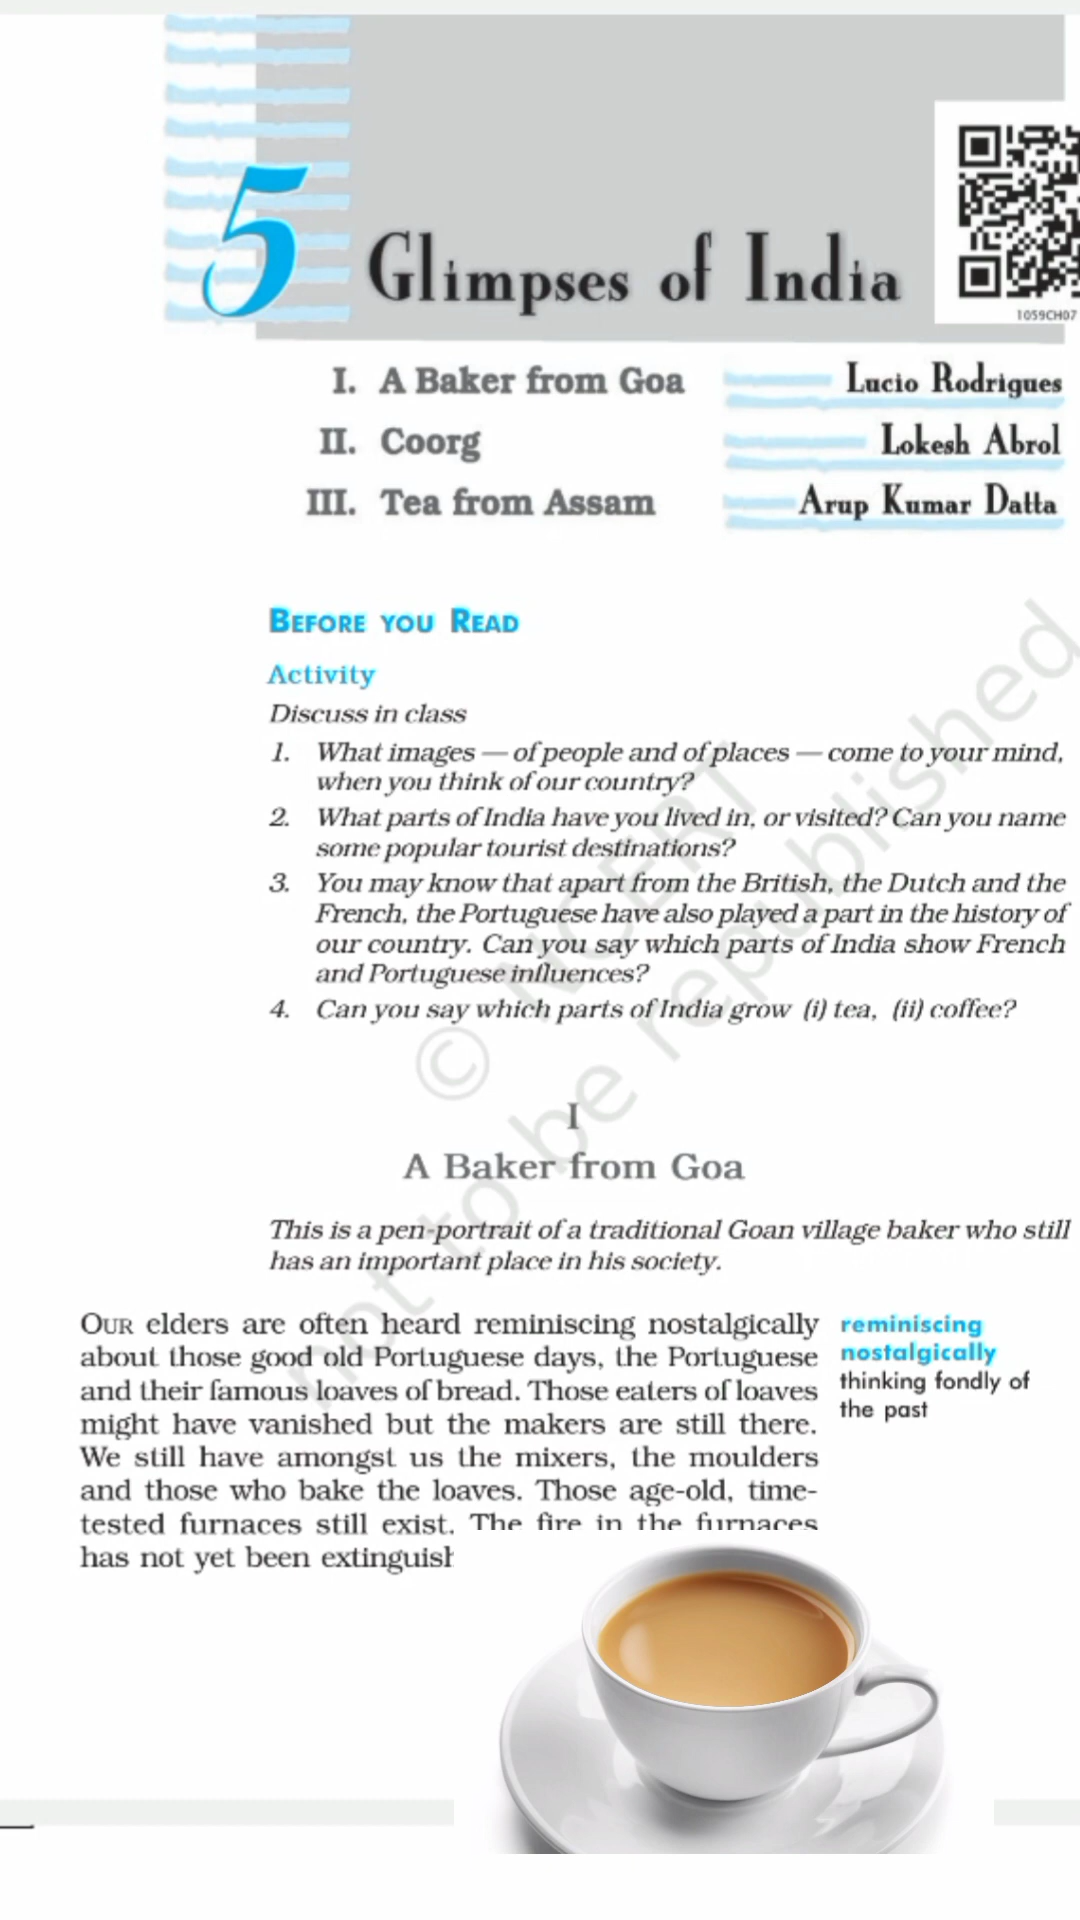 5 Glimpses of India
1059CH07
I. A Baker from Goa Lucio Rodrigues
II. Coorg Lokesh Abrol
III. Tea from Assam Arup Kumar Datta
BEFORE YOU READ
Activity
Discuss in class
1. What images — of people and of places — come to your mind,
when you think of our country?
2. What parts of India have you lived in, or visited? Can you name
some popular tourist destinations?
3. You may know that apart from the British, the Dutch and the
French, the Portuguese have also played a part in the history of
our country. Can you say which parts of India show French
and Portuguese influences?
4. Can you say which parts of India grow (i) tea, (ii) coffee?
I
A Baker from Goa
This is a pen-portrait of a traditional Goan village baker who still
has an important place in his society.
OUR elders are often heard reminiscing nostalgically
about those good old Portuguese days, the Portuguese
and their famous loaves of bread. Those eaters of loaves
might have vanished but the makers are still there.
We still have amongst us the mixers, the moulders
and those who bake the loaves. Those age-old, time-
tested furnaces still exist. The fire in the furnaces
has not yet been
reminiscing
nostalgically
thinking fondly of
the past
© NCERT
not to be republished